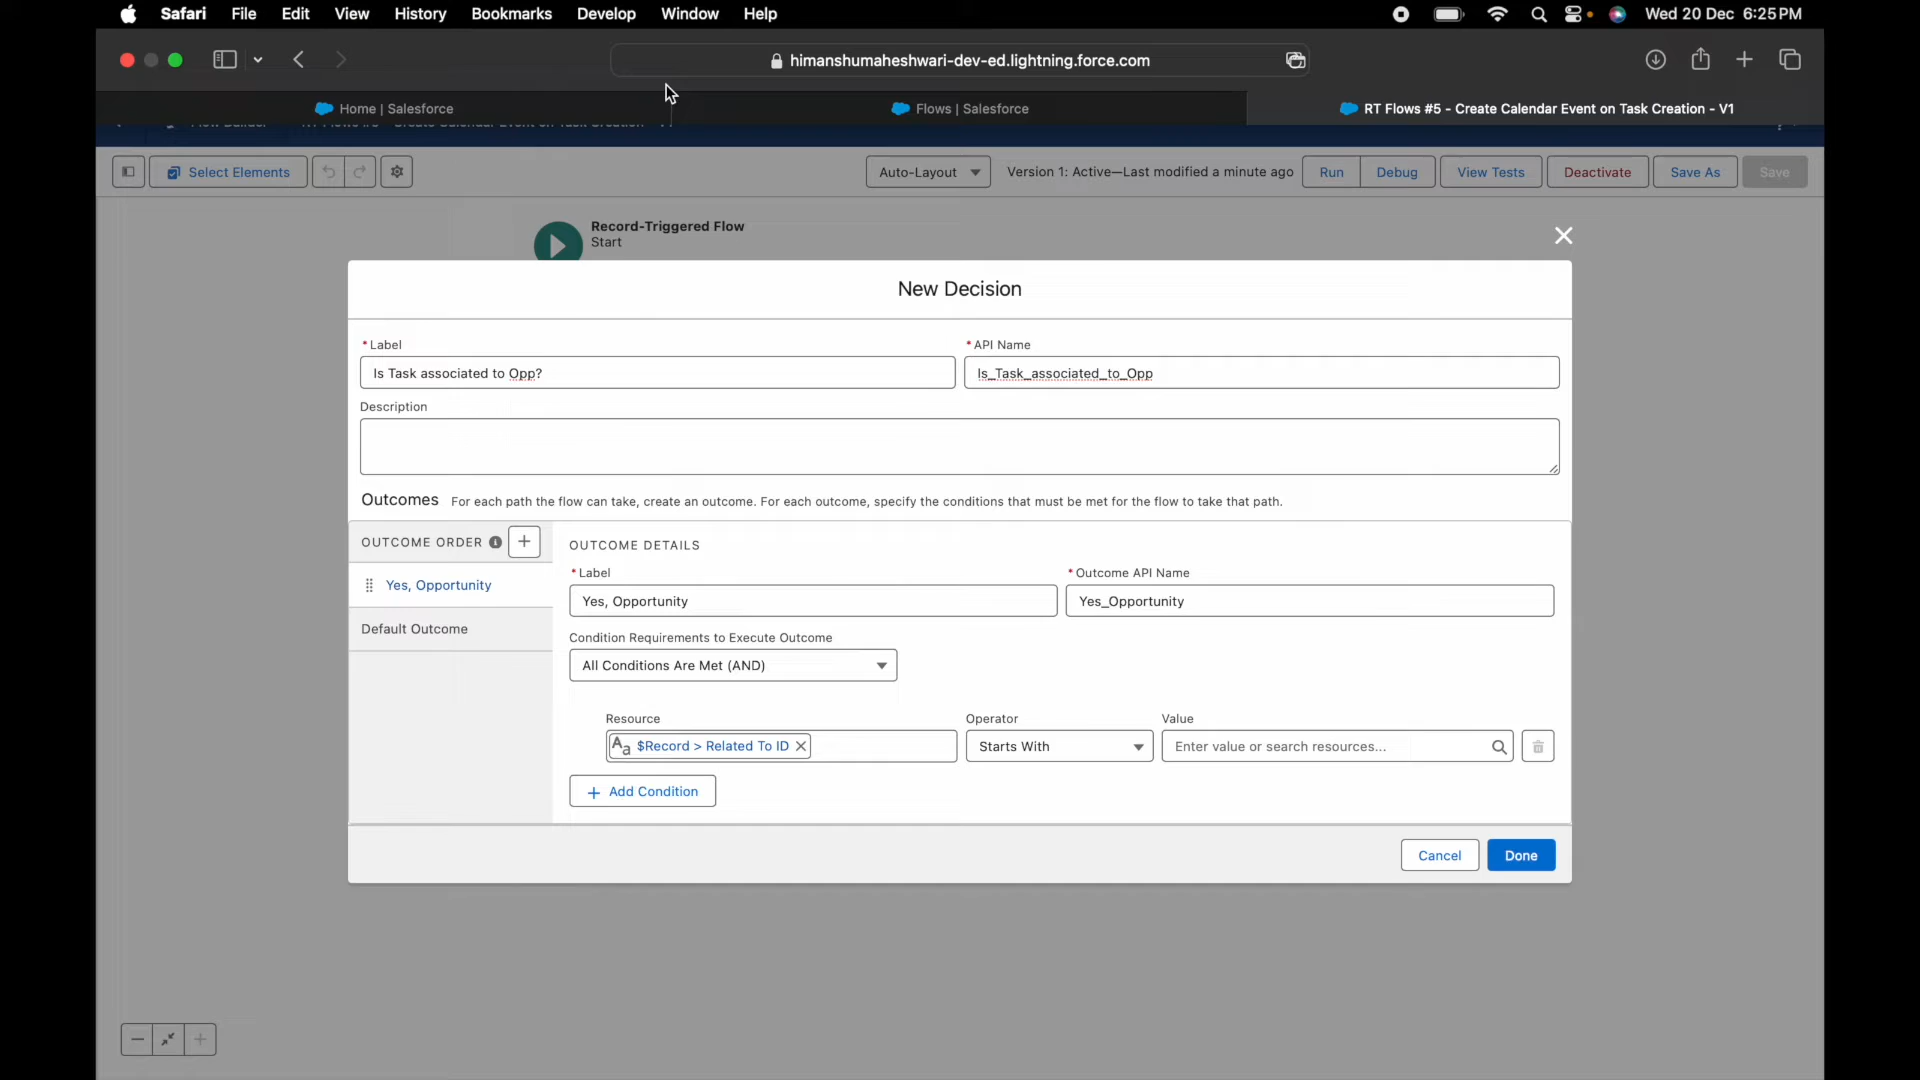 Safari File Edit View History Bookmarks Develop Window Help Wed 20 Dec 6:25 PM
himanshumaheshwari-dev-ed.lightning.force.com
Home | Salesforce Flows | Salesforce RT Flows #5 - Create Calendar Event on Task Creation - V1
Select Elements Auto-Layout Version 1: Active—Last modified a minute ago Run Debug View Tests Deactivate Save As Save
Record-Triggered Flow
Start
New Decision
* Label * API Name
Is Task associated to Opp? Is_Task_associated_to_Opp
Description
Outcomes For each path the flow can take, create an outcome. For each outcome, specify the conditions that must be met for the flow to take that path.
OUTCOME ORDER OUTCOME DETAILS
* Label * Outcome API Name
Yes, Opportunity Yes, Opportunity Yes_Opportunity
Default Outcome Condition Requirements to Execute Outcome
All Conditions Are Met (AND)
Resource Operator Value
Aa $Record > Related To ID Starts With Enter value or search resources...
Add Condition
Cancel Done